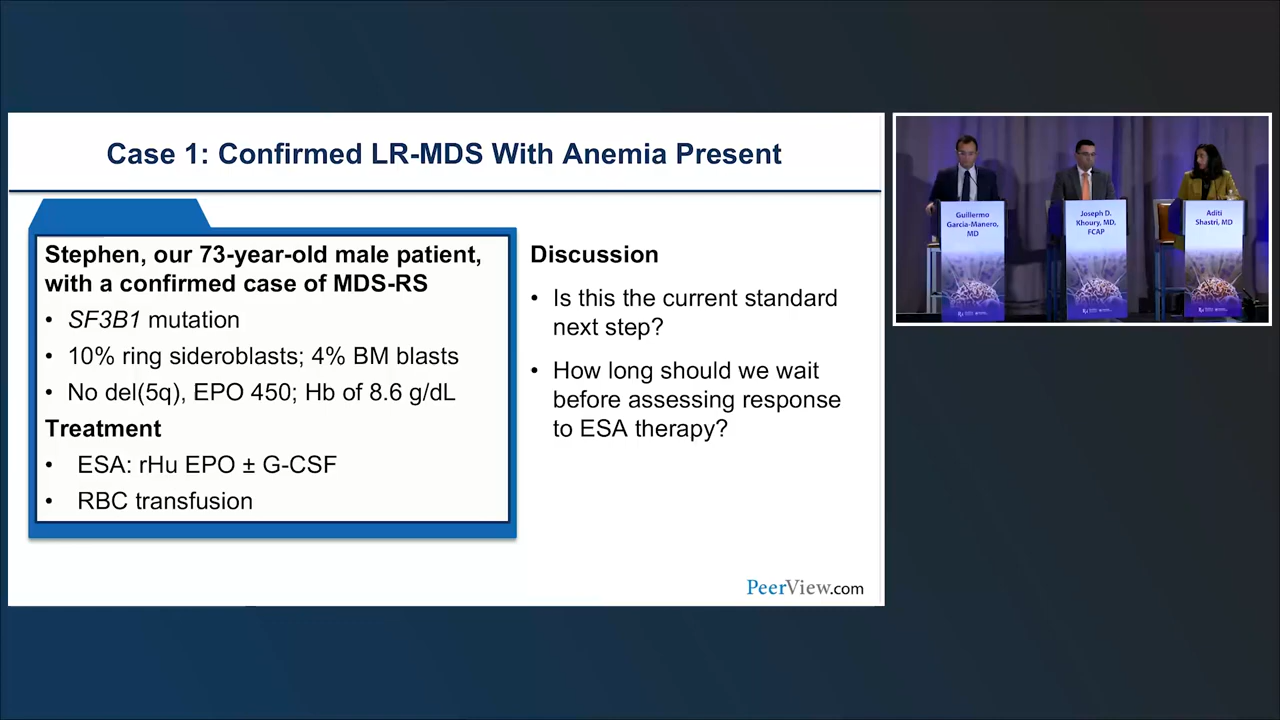 Case 1: Confirmed LR-MDS With Anemia Present
Stephen, our 73-year-old male patient,
with a confirmed case of MDS-RS
• SF3B1 mutation
• 10% ring sideroblasts; 4% BM blasts
• No del(5q), EPO 450; Hb of 8.6 g/dL
Treatment
• ESA: rHu EPO ± G-CSF
• RBC transfusion
Discussion
• Is this the current standard
next step?
• How long should we wait
before assessing response
to ESA therapy?
PeerView.com
Guillermo
Garcia-Manero,
MD
Joseph D.
Khoury, MD,
FCAP
Aditi
Shastri, MD